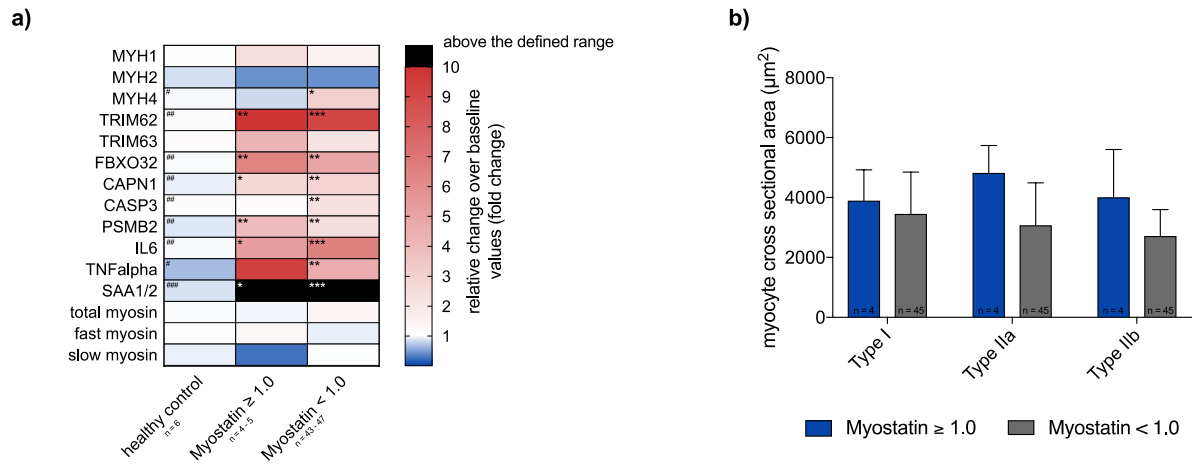 a)
above the defined range
MYH1
MYH2
MYH4 # *
TRIM62 ## ** ***
TRIM63
FBXO32 ## ** **
CAPN1 ## * **
CASP3 ## **
PSMB2 ## ** **
IL6 ## * ***
TNFalpha # **
SAA1/2 ### * ***
total myosin
fast myosin
slow myosin
healthy control
n = 6
Myostatin ≥ 1.0
n = 4 - 5
Myostatin < 1.0
n = 43 - 47
10
9
8
7
6
5
4
3
2
1
relative change over baseline
values (fold change)
b)
myocyte cross sectional area (µm²)
8000
6000
4000
2000
0
n = 4
n = 45
n = 4
n = 45
n = 4
n = 45
Type I
Type IIa
Type IIb
Myostatin ≥ 1.0
Myostatin < 1.0